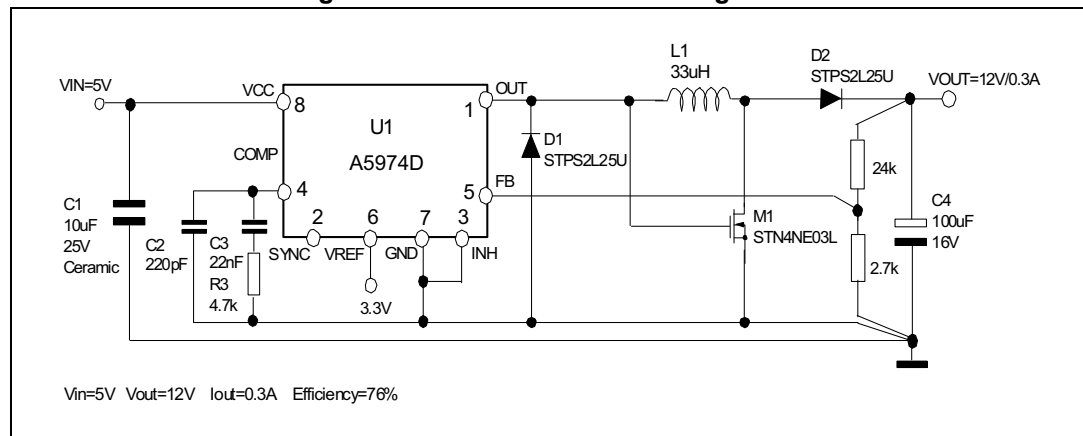 L1
33uH
D2
STPS2L25U
VIN=5V
VCC
8
OUT
1
VOUT=12V/0.3A
U1
A5974D
D1
STPS2L25U
24k
COMP
4
FB
5
C1
10uF
25V
Ceramic
C2
220pF
C3
22nF
R3
4.7k
2
SYNC
6
VREF
7
GND
3
INH
3.3V
M1
STN4NE03L
C4
100uF
16V
2.7k
Vin=5V Vout=12V Iout=0.3A Efficiency=76%